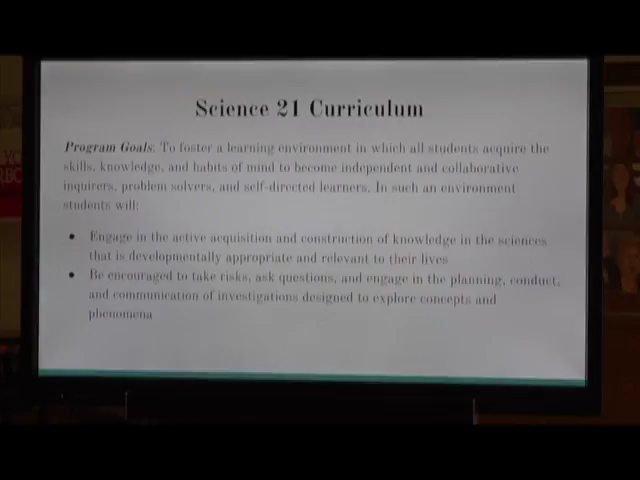 Science 21 Curriculum
Program Goals: To foster a learning environment in which all students acquire the
skills, knowledge, and habits of mind to become independent and collaborative
inquirers, problem solvers, and self-directed learners. In such an environment
students will:
● Engage in the active acquisition and construction of knowledge in the sciences
that is developmentally appropriate and relevant to their lives
● Be encouraged to take risks, ask questions, and engage in the planning, conduct,
and communication of investigations designed to explore concepts and
phenomena